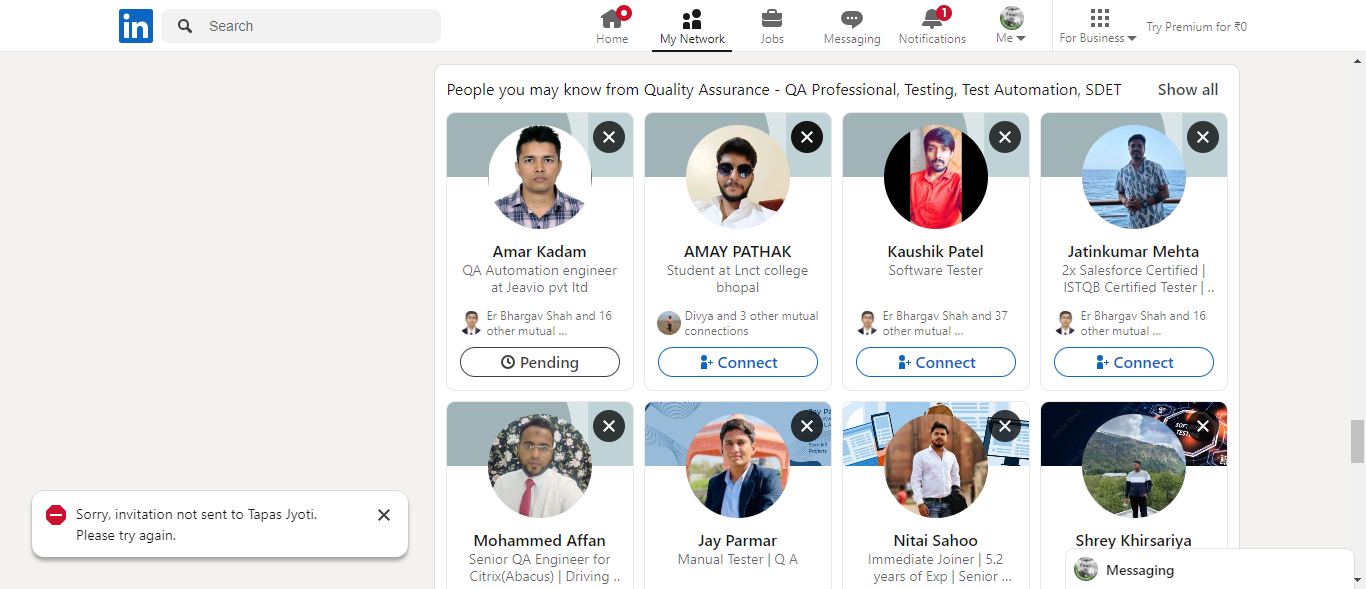 in
Search
Home
My Network
Jobs
Messaging
1
Notifications
Me
For Business
Try Premium for ₹0
People you may know from Quality Assurance - QA Professional, Testing, Test Automation, SDET
Show all
Amar Kadam
QA Automation engineer
at Jeavio pvt ltd
Er Bhargav Shah and 16
other mutual ...
Pending
AMAY PATHAK
Student at Lnct college
bhopal
Divya and 3 other mutual
connections
Connect
Kaushik Patel
Software Tester
Er Bhargav Shah and 37
other mutual ...
Connect
Jatinkumar Mehta
2x Salesforce Certified |
ISTQB Certified Tester | ..
Er Bhargav Shah and 16
other mutual ...
Connect
Mohammed Affan
Senior QA Engineer for
Citrix(Abacus) | Driving ..
Jay Parmar
Manual Tester | Q A
Nitai Sahoo
Immediate Joiner | 5.2
years of Exp | Senior ...
TESTING
Shrey Khirsariya
Sorry, invitation not sent to Tapas Jyoti.
Please try again.
Messaging